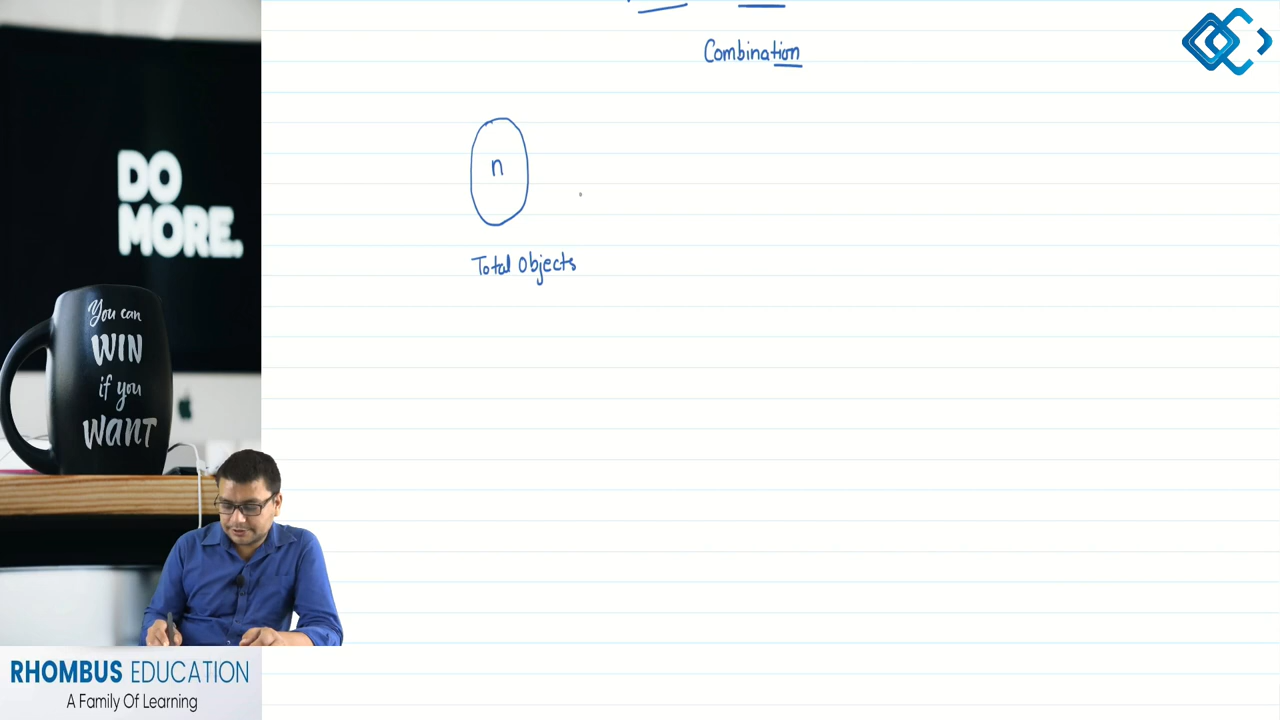 Combination
n
Total Objects
DO
MORE.
You can
WIN
if you
WANT
RHOMBUS EDUCATION
A Family Of Learning